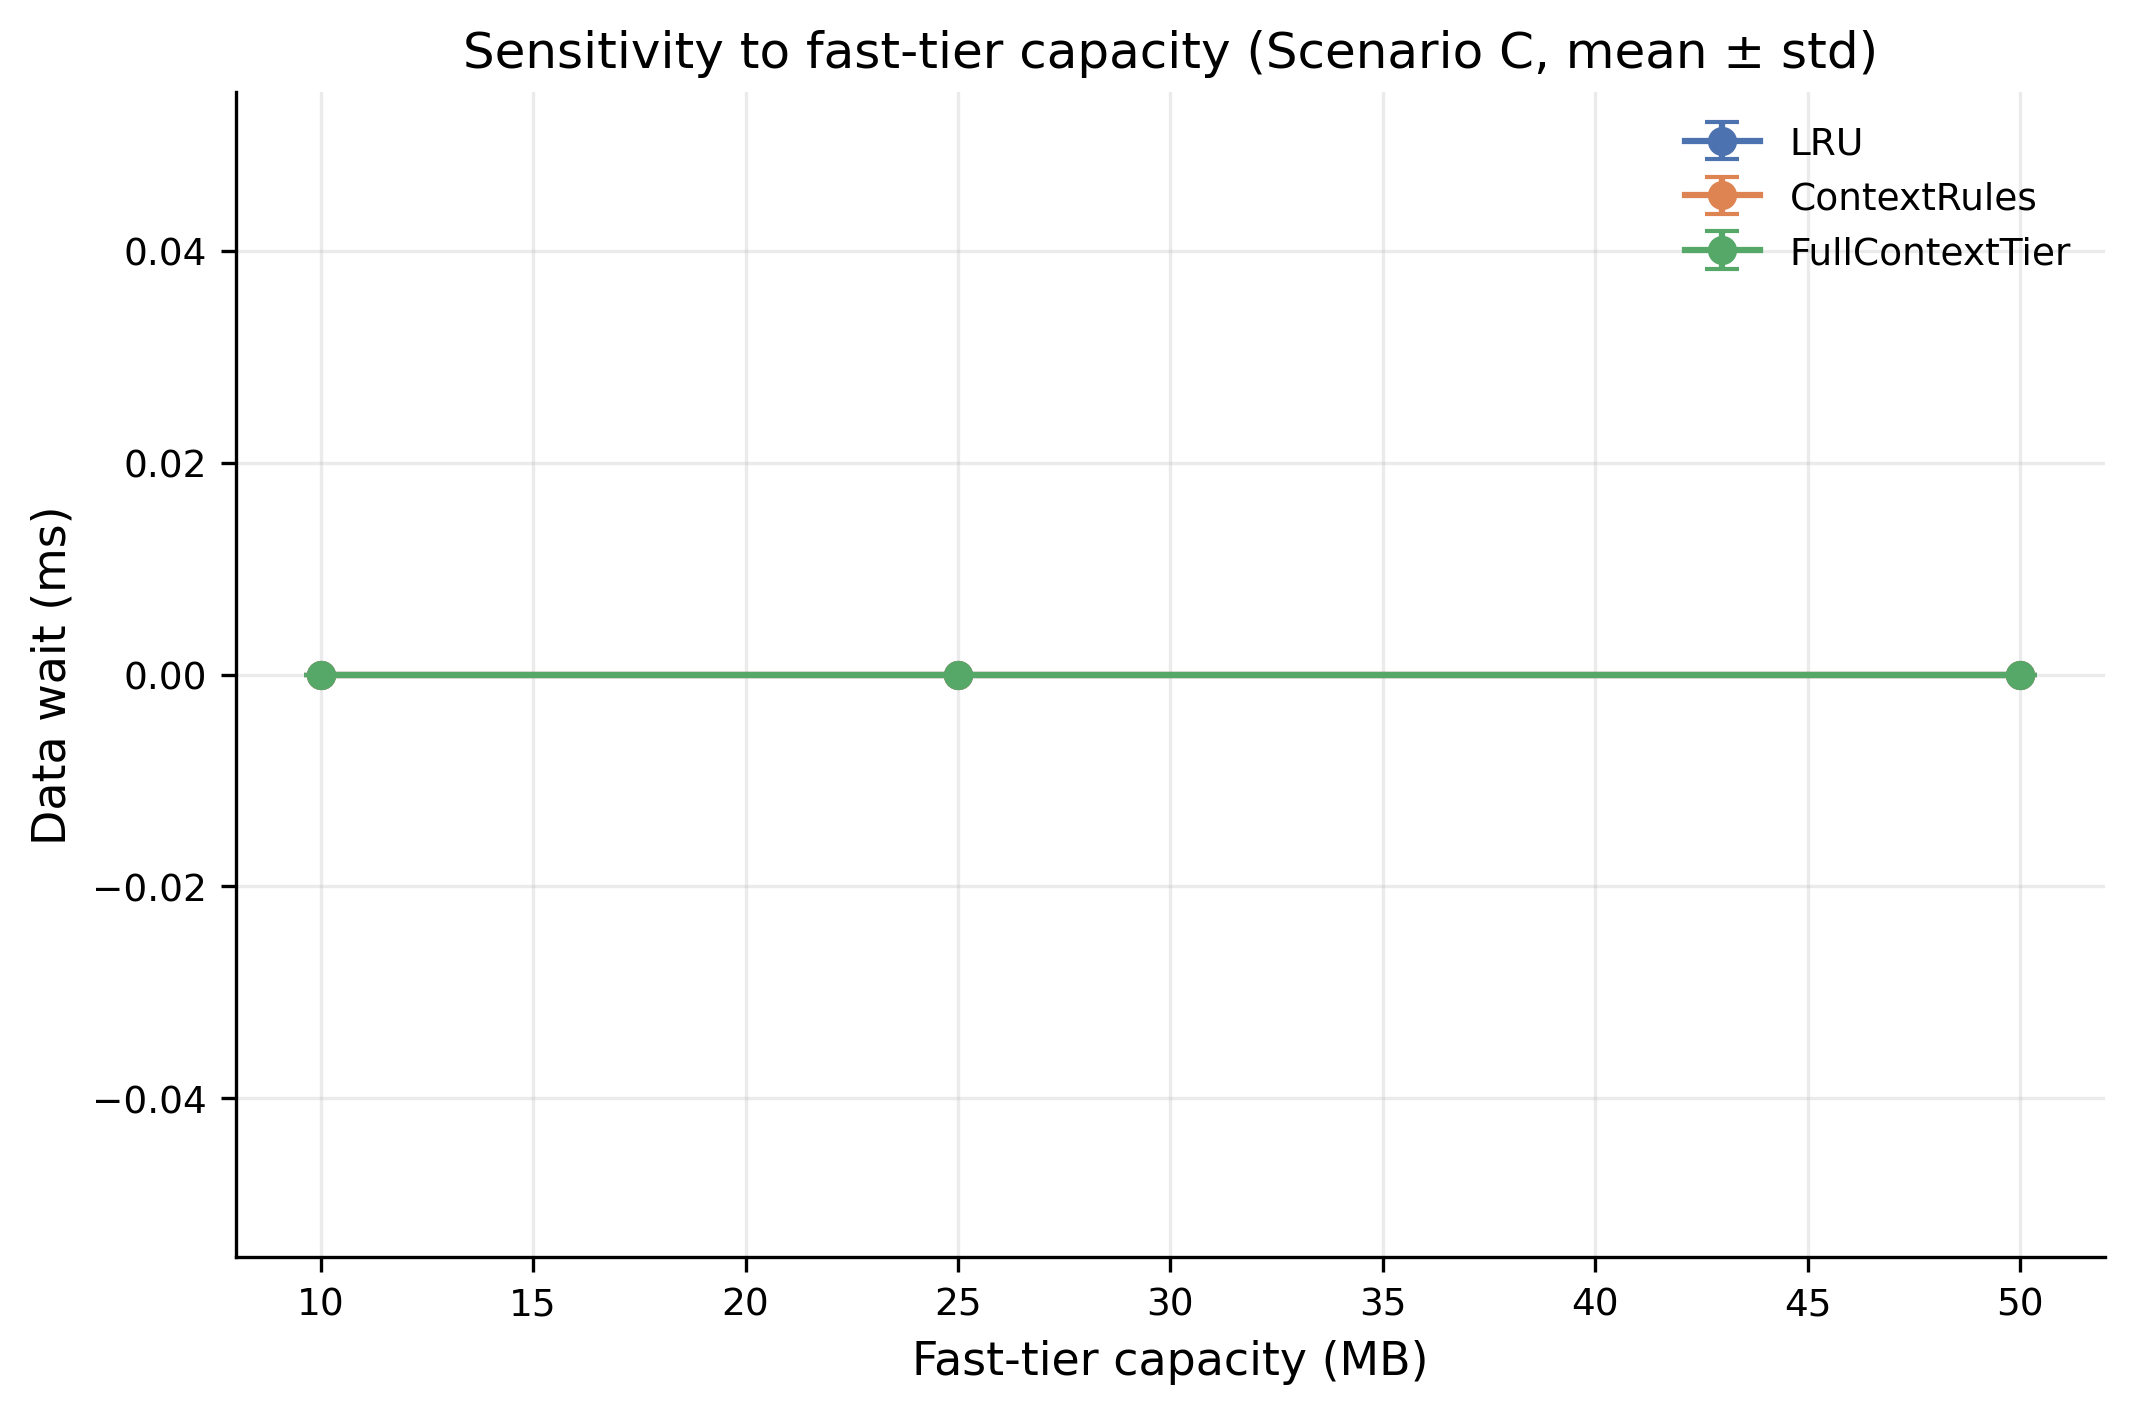 Sensitivity to fast-tier capacity (Scenario C, mean ± std)
LRU
ContextRules
FullContextTier
0.04
0.02
0.00
−0.02
−0.04
Data wait (ms)
10 15 20 25 30 35 40 45 50
Fast-tier capacity (MB)